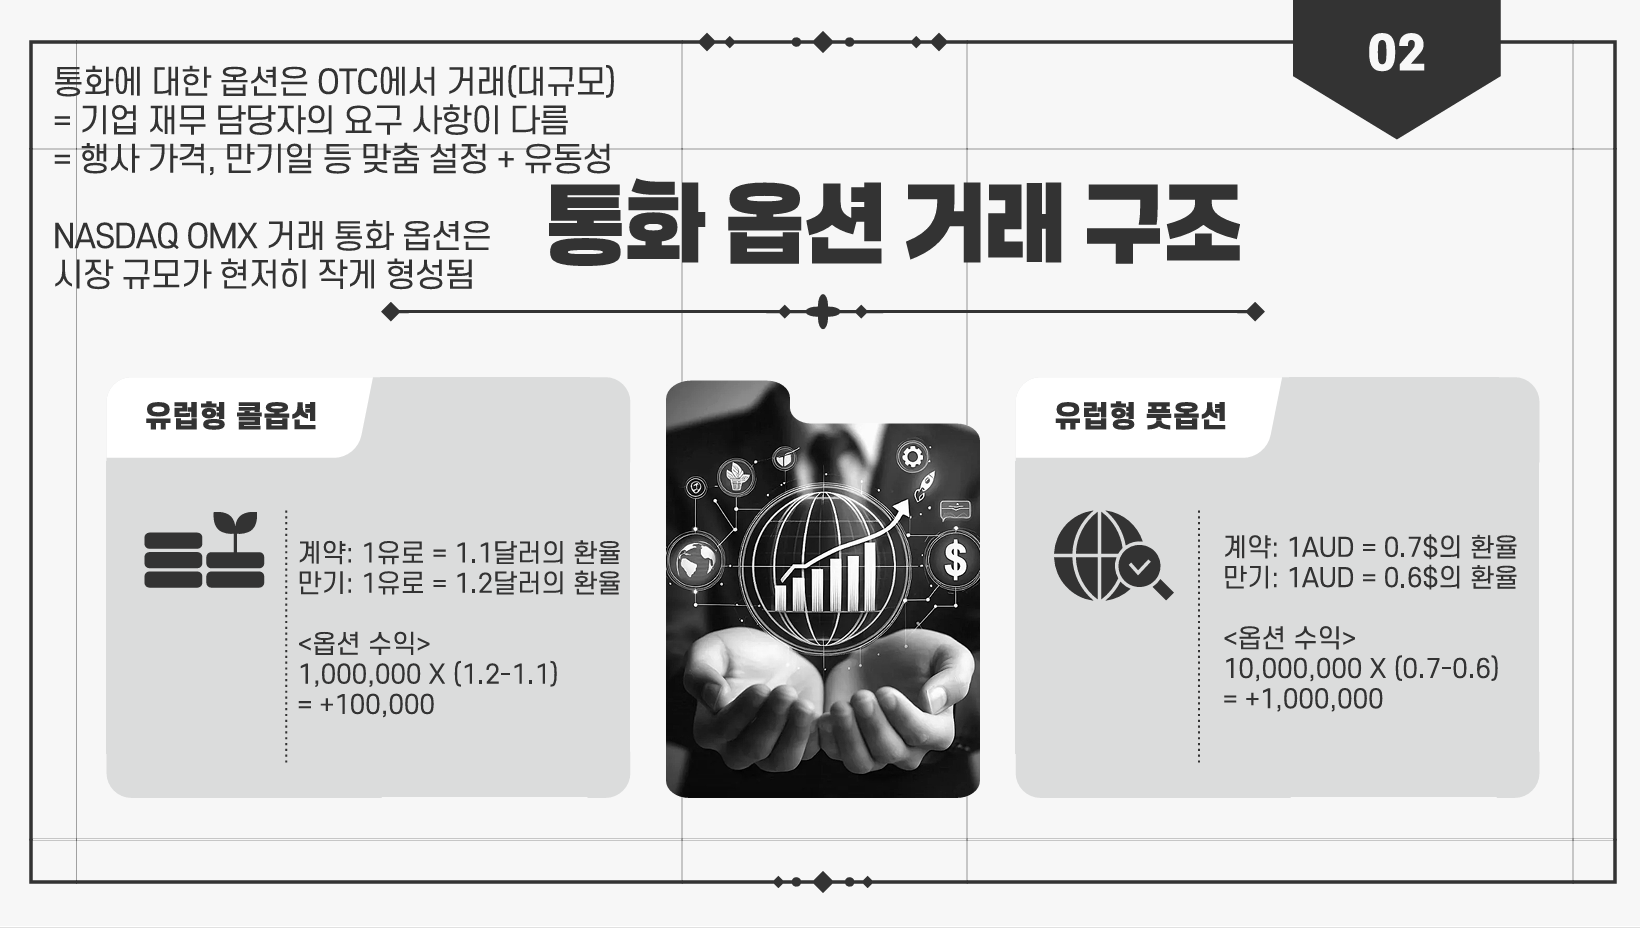 02
통화에 대한 옵션은 OTC에서 거래(대규모)
= 기업 재무 담당자의 요구 사항이 다름
= 행사 가격, 만기일 등 맞춤 설정 + 유동성
NASDAQ OMX 거래 통화 옵션은
시장 규모가 현저히 작게 형성됨
통화 옵션 거래 구조
유럽형 콜옵션
계약: 1유로 = 1.1달러의 환율
만기: 1유로 = 1.2달러의 환율
<옵션 수익>
1,000,000 X (1.2-1.1)
= +100,000
$
유럽형 풋옵션
계약: 1AUD = 0.7$의 환율
만기: 1AUD = 0.6$의 환율
<옵션 수익>
10,000,000 X (0.7-0.6)
= +1,000,000